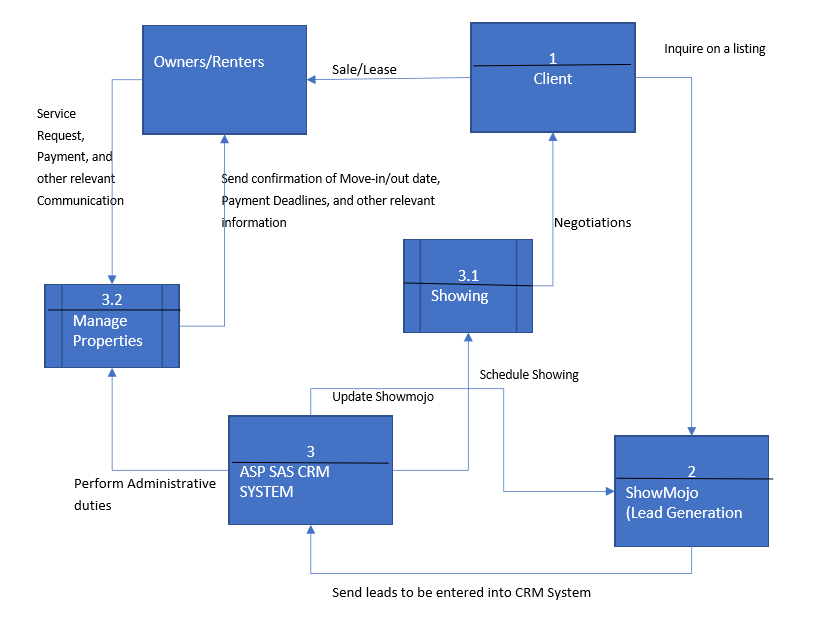 Owners/Renters
Sale/Lease
1
Client
Inquire on a listing
Service
Request,
Payment, and
other relevant
Communication
Send confirmation of Move-in/out date,
Payment Deadlines, and other relevant
information
Negotiations
3.2
Manage
Properties
3.1
Showing
Schedule Showing
Update Showmojo
3
ASP SAS CRM
SYSTEM
2
ShowMojo
(Lead Generation
Perform Administrative
duties
Send leads to be entered into CRM System